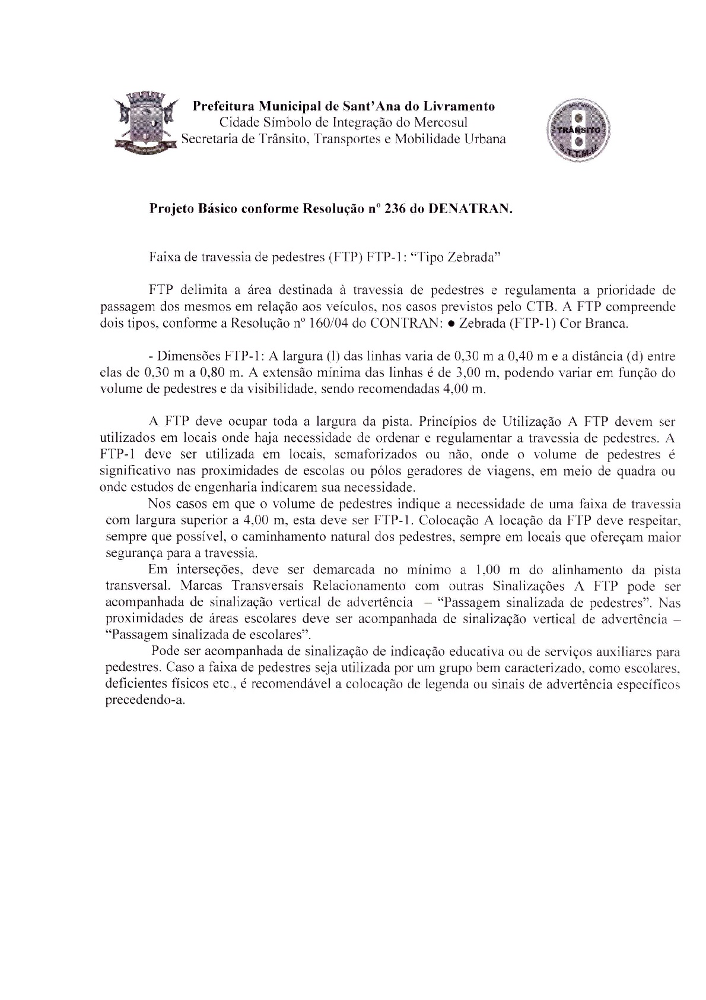 Prefeitura Municipal de Sant’Ana do Livramento
Cidade Símbolo de Integração do Mercosul
Secretaria de Trânsito, Transportes e Mobilidade Urbana
TRÂNSITO
S.T.T.M.U.
Projeto Básico conforme Resolução nº 236 do DENATRAN.
Faixa de travessia de pedestres (FTP) FTP-1: “Tipo Zebrada”
FTP delimita a área destinada à travessia de pedestres e regulamenta a prioridade de
passagem dos mesmos em relação aos veículos, nos casos previstos pelo CTB. A FTP compreende
dois tipos, conforme a Resolução nº 160/04 do CONTRAN: ● Zebrada (FTP-1) Cor Branca.
- Dimensões FTP-1: A largura (l) das linhas varia de 0,30 m a 0,40 m e a distância (d) entre
elas de 0,30 m a 0,80 m. A extensão mínima das linhas é de 3,00 m, podendo variar em função do
volume de pedestres e da visibilidade, sendo recomendadas 4,00 m.
A FTP deve ocupar toda a largura da pista. Princípios de Utilização A FTP devem ser
utilizados em locais onde haja necessidade de ordenar e regulamentar a travessia de pedestres. A
FTP-1 deve ser utilizada em locais, semaforizados ou não, onde o volume de pedestres é
significativo nas proximidades de escolas ou pólos geradores de viagens, em meio de quadra ou
onde estudos de engenharia indicarem sua necessidade.
Nos casos em que o volume de pedestres indique a necessidade de uma faixa de travessia
com largura superior a 4,00 m, esta deve ser FTP-1. Colocação A locação da FTP deve respeitar,
sempre que possível, o caminhamento natural dos pedestres, sempre em locais que ofereçam maior
segurança para a travessia.
Em interseções, deve ser demarcada no mínimo a 1,00 m do alinhamento da pista
transversal. Marcas Transversais Relacionamento com outras Sinalizações A FTP pode ser
acompanhada de sinalização vertical de advertência – “Passagem sinalizada de pedestres”. Nas
proximidades de áreas escolares deve ser acompanhada de sinalização vertical de advertência –
“Passagem sinalizada de escolares”.
Pode ser acompanhada de sinalização de indicação educativa ou de serviços auxiliares para
pedestres. Caso a faixa de pedestres seja utilizada por um grupo bem caracterizado, como escolares,
deficientes físicos etc., é recomendável a colocação de legenda ou sinais de advertência específicos
precedendo-a.